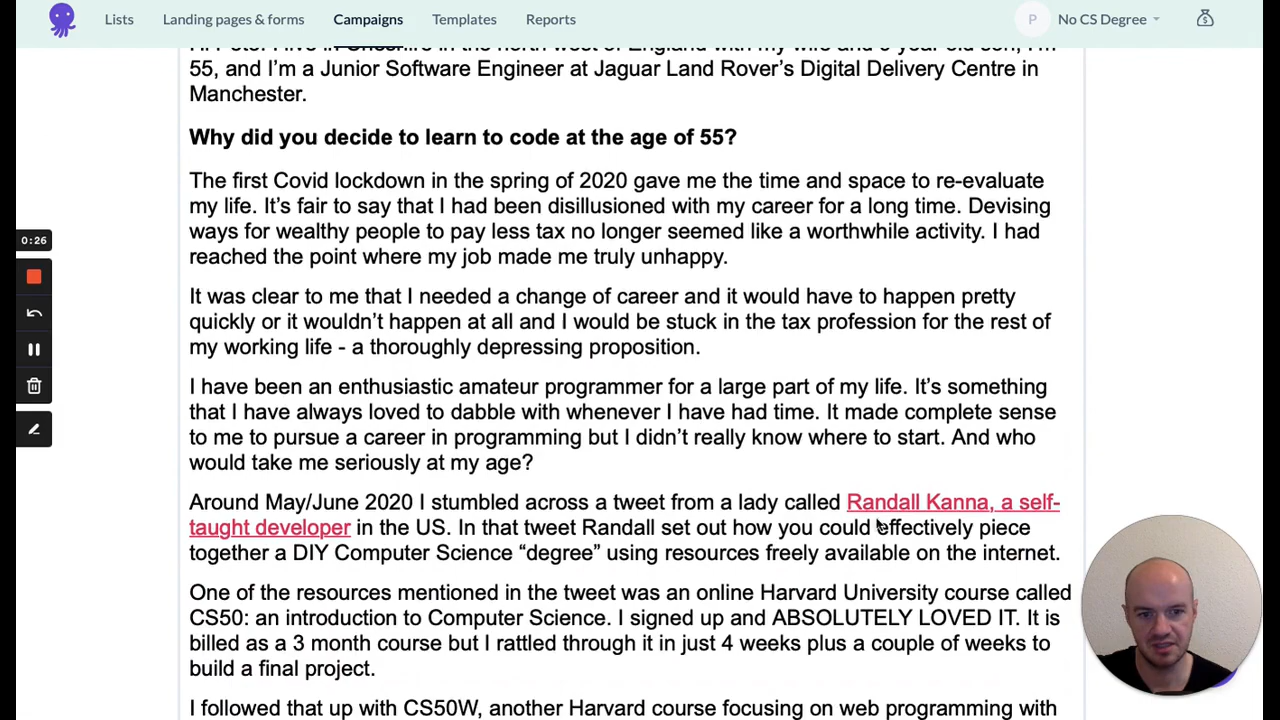 Lists Landing pages & forms Campaigns Templates Reports P No CS Degree
55, and I'm a Junior Software Engineer at Jaguar Land Rover's Digital Delivery Centre in
Manchester.
Why did you decide to learn to code at the age of 55?
The first Covid lockdown in the spring of 2020 gave me the time and space to re-evaluate
my life. It's fair to say that I had been disillusioned with my career for a long time. Devising
ways for wealthy people to pay less tax no longer seemed like a worthwhile activity. I had
reached the point where my job made me truly unhappy.
0:26
It was clear to me that I needed a change of career and it would have to happen pretty
quickly or it wouldn't happen at all and I would be stuck in the tax profession for the rest of
my working life - a thoroughly depressing proposition.
I have been an enthusiastic amateur programmer for a large part of my life. It's something
that I have always loved to dabble with whenever I have had time. It made complete sense
to me to pursue a career in programming but I didn't really know where to start. And who
would take me seriously at my age?
Around May/June 2020 I stumbled across a tweet from a lady called Randall Kanna, a self-
taught developer in the US. In that tweet Randall set out how you could effectively piece
together a DIY Computer Science “degree” using resources freely available on the internet.
One of the resources mentioned in the tweet was an online Harvard University course called
CS50: an introduction to Computer Science. I signed up and ABSOLUTELY LOVED IT. It is
billed as a 3 month course but I rattled through it in just 4 weeks plus a couple of weeks to
build a final project.
I followed that up with CS50W, another Harvard course focusing on web programming with